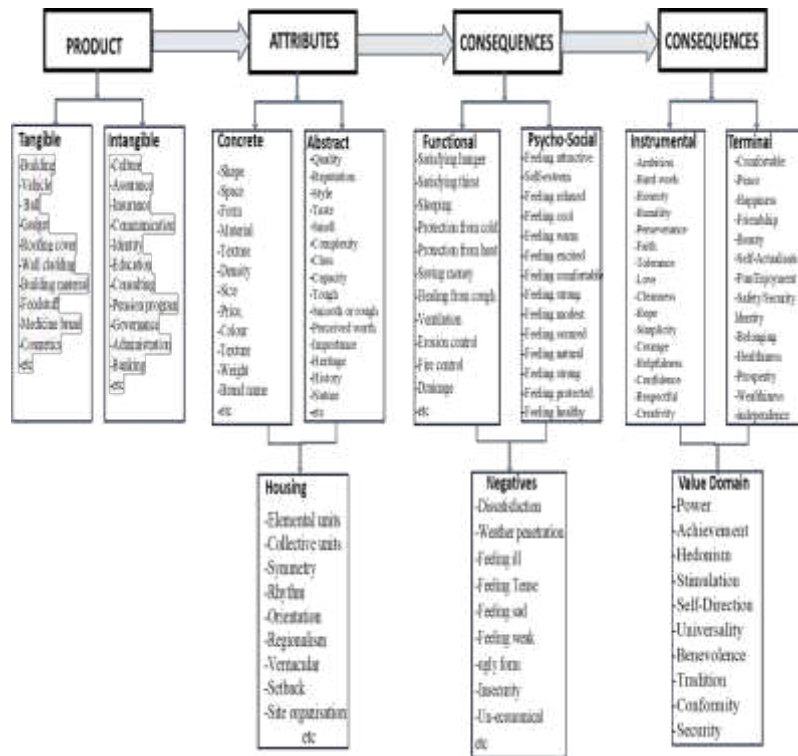 PRODUCT
ATTRIBUTES
CONSEQUENCES
CONSEQUENCES
Tangible
-Building
-Vehicle
-Ball
-Gadget
-Roofing cover
-Wall cladding
-Building material
-Foodstuff
-Medicine brand
-Cosmetics
-etc
Intangible
-Culture
-Assurance
-Insurance
-Communication
-Identity
-Education
-Consulting
-Pension program
-Governance
-Administration
-Banking
-etc
Concrete
-Shape
-Space
-Form
-Material
-Texture
-Density
-Size
-Price,
-Colour
-Texture
-Weight
-Brand name
-etc
Abstract
-Quality
-Reputation
-Style
-Taste
-Smell
-Complexity
-Class
-Capacity
-Tough
-Smooth or rough
-Perceived worth
-Importance
-Heritage
-History
-Nature
-etc
Functional
-Satisfying hunger
-Satisfying thirst
-Sleeping
-Protection from cold
-Protection from heat
-Saving money
-Healing from cough
-Ventilation
-Erosion control
-Fire control
-Drainage
-etc
Psycho-Social
-Feeling attractive
-Self-esteem
-Feeling relaxed
-Feeling cool
-Feeling warm
-Feeling excited
-Feeling comfortable
-Feeling strong
-Feeling modest
-Feeling secured
-Feeling natural
-Feeling strong
-Feeling protected
-Feeling healthy
Instrumental
-Ambition
-Hard work
-Honesty
-Humility
-Perseverance
-Faith
-Tolerance
-Love
-Cleanness
-Hope
-Simplicity
-Courage
-Helpfulness
-Confidence
-Respectful
-Creativity
Terminal
-Comfortable
-Peace
-Happiness
-Friendship
-Beauty
-Fun/Enjoyment
-Safety/Security
Identity
-Belonging
-Healthiness
-Prosperity
-Wealthiness
-independence
Housing
-Elemental units
-Collective units
-Symmetry
-Rhythm
-Orientation
-Regionalism
-Vernacular
-Setback
-Site organisation
etc
Negatives
-Dissatisfaction
-Weather penetration
-Feeling ill
-Feeling Tense
-Feeling sad
-Feeling weak
-ugly form
-Insecurity
-Un-economical
etc
Value Domain
-Power
-Achievement
-Hedonism
-Stimulation
-Self-Direction
-Universality
-Benevolence
-Tradition
-Conformity
-Security